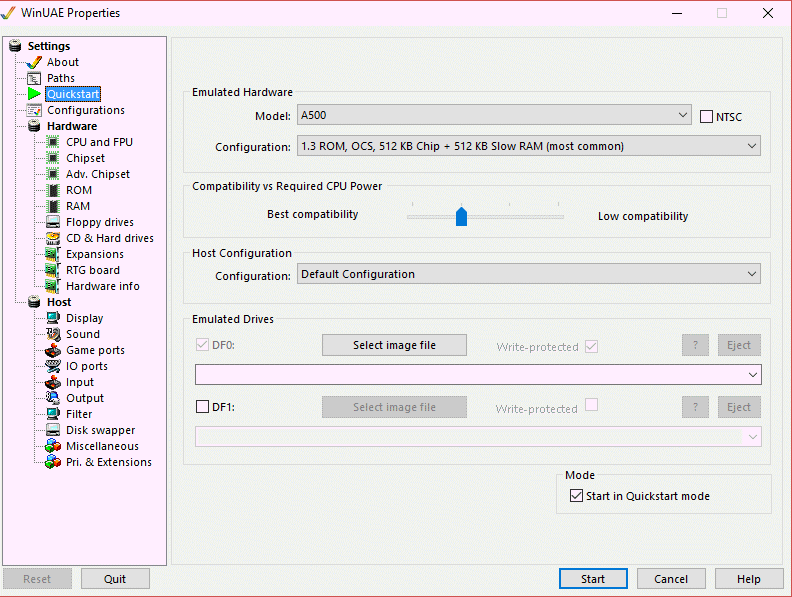 WinUAE Properties
Settings
About
Paths
Quickstart
Configurations
Hardware
CPU and FPU
Chipset
Adv. Chipset
ROM
RAM
Floppy drives
CD & Hard drives
Expansions
RTG board
Hardware info
Host
Display
Sound
Game ports
IO ports
Input
Output
Filter
Disk swapper
Miscellaneous
Pri. & Extensions
Emulated Hardware
Model: A500 NTSC
Configuration: 1.3 ROM, OCS, 512 KB Chip + 512 KB Slow RAM (most common)
Compatibility vs Required CPU Power
Best compatibility Low compatibility
Host Configuration
Configuration: Default Configuration
Emulated Drives
DF0: Select image file Write-protected ? Eject
DF1: Select image file Write-protected ? Eject
Mode
Start in Quickstart mode
Reset Quit Start Cancel Help